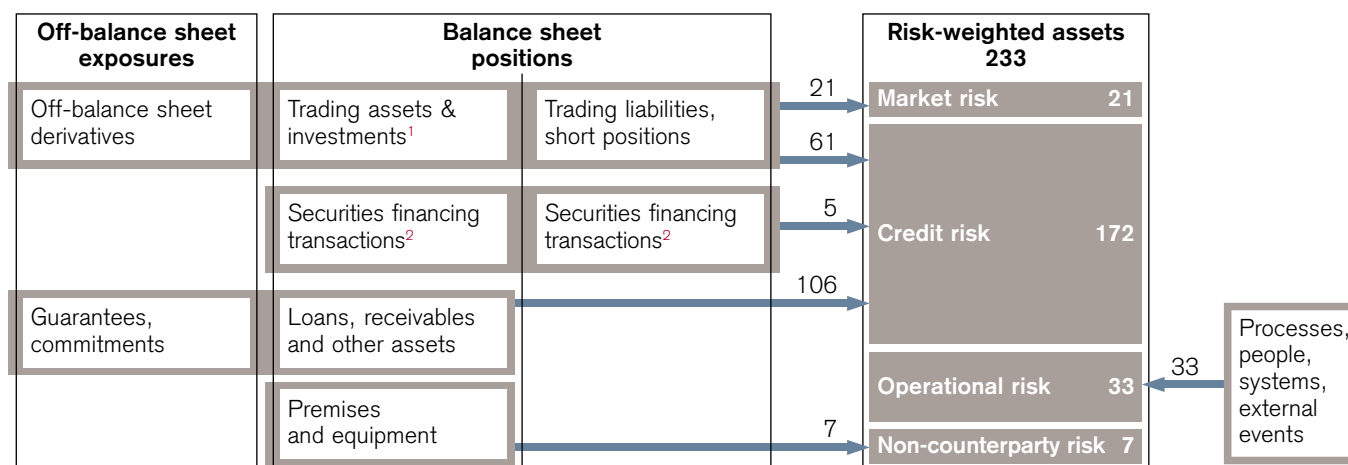 Off-balance sheet
exposures
Balance sheet
positions
Risk-weighted assets
233
Off-balance sheet
derivatives
Trading assets &
investments1
Trading liabilities,
short positions
21
61
Market risk 21
Securities financing
transactions2
Securities financing
transactions2
5
Credit risk 172
Guarantees,
commitments
Loans, receivables
and other assets
106
Operational risk 33
33
Processes,
people,
systems,
external
events
Premises
and equipment
7
Non-counterparty risk 7